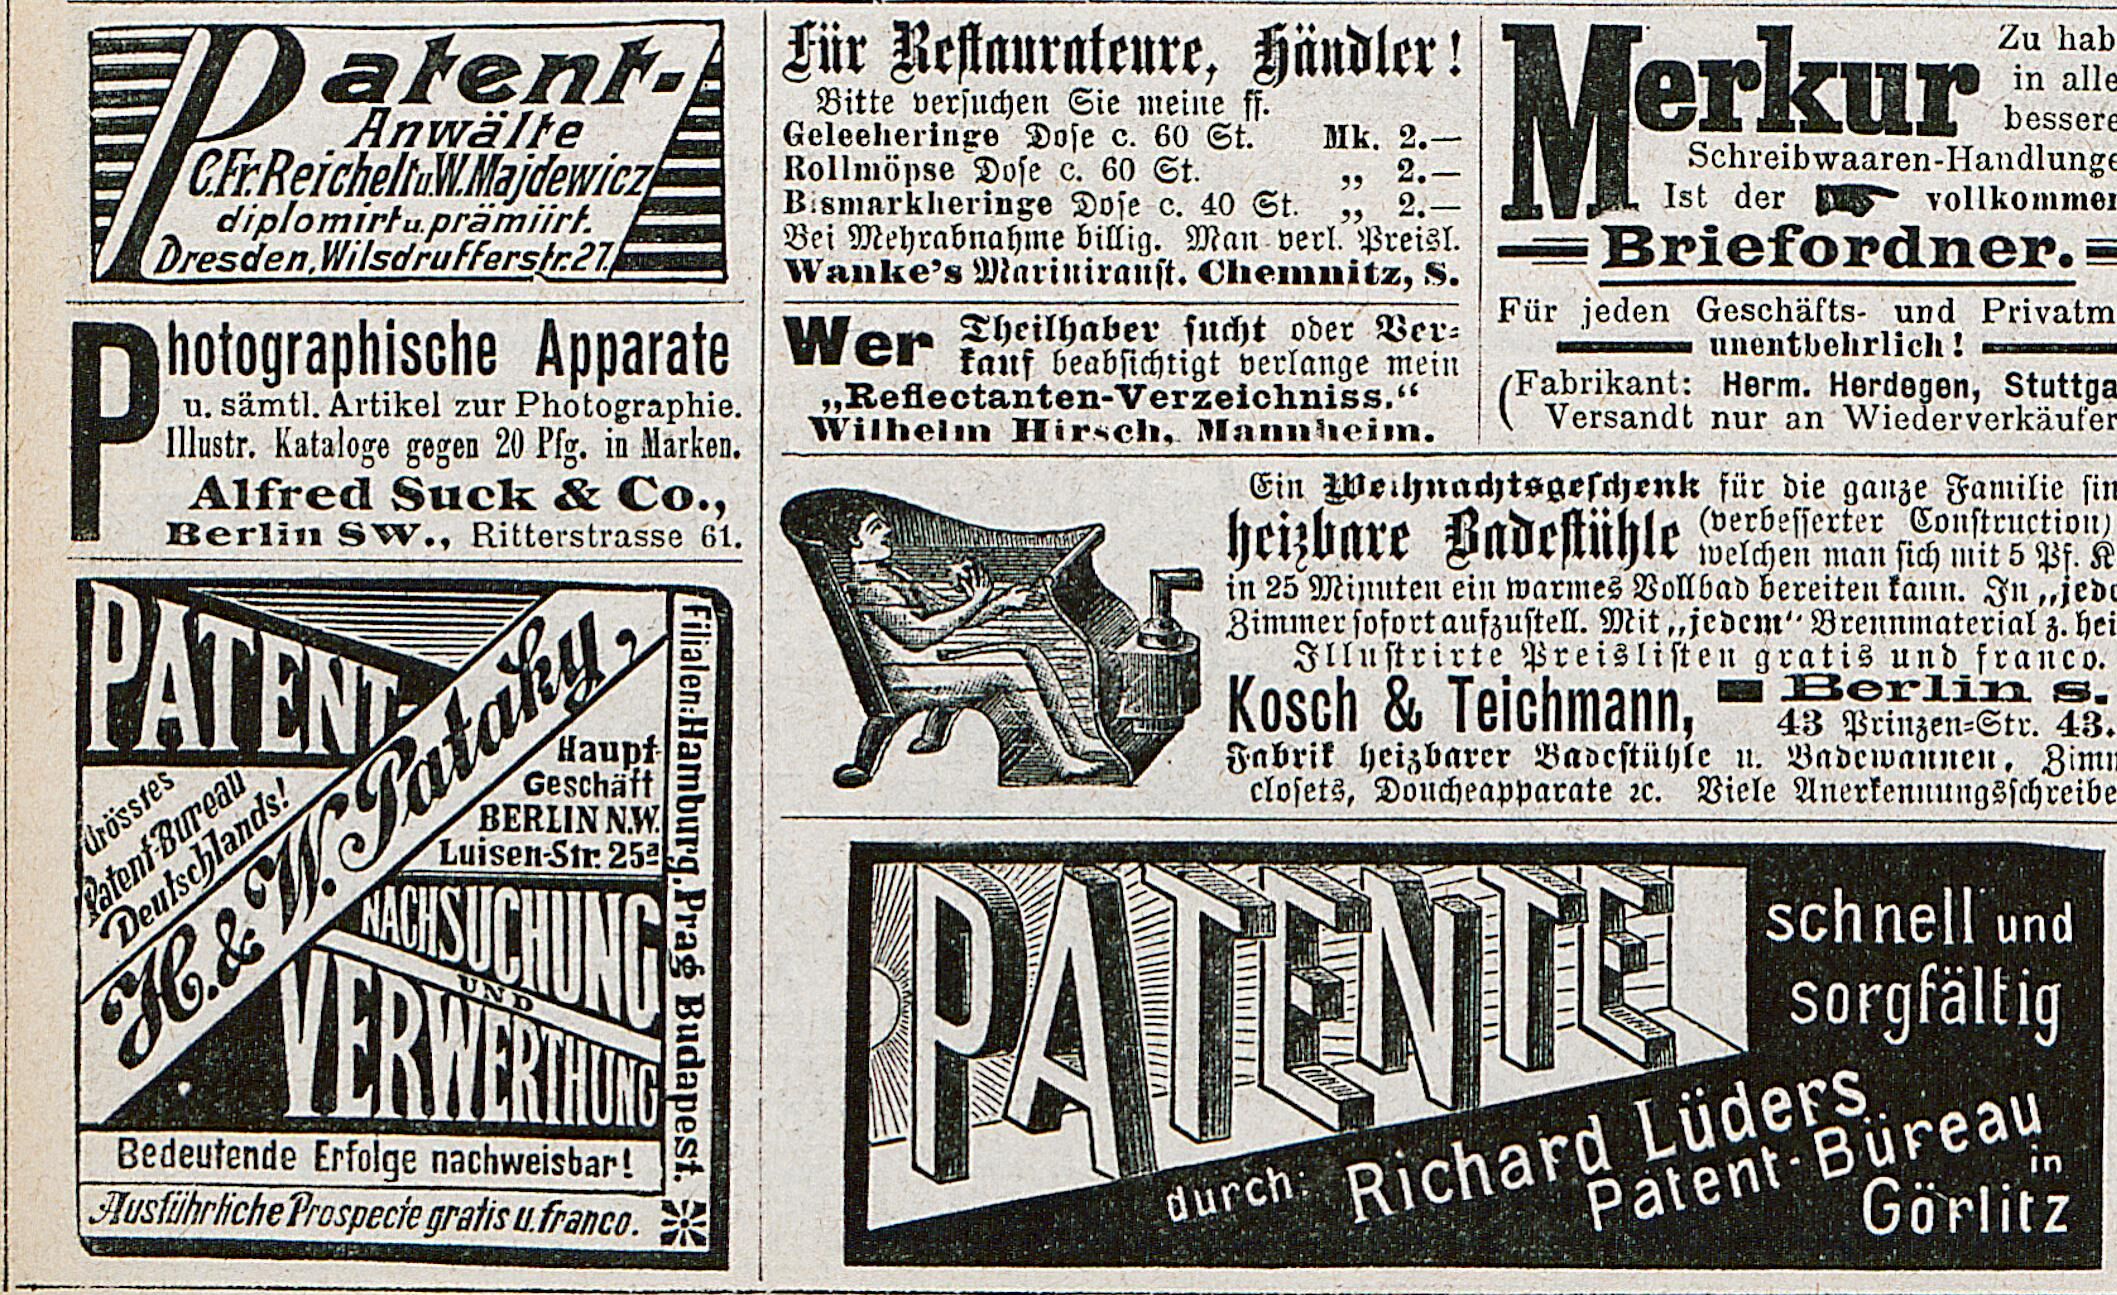 Patent-
Anwälte
C.Fr.Reichelt u.W.Majdewicz
diplomirt u. prämiirt.
Dresden, Wilsdrufferstr. 27.
Photographische Apparate
u. sämtl. Artikel zur Photographie.
Illustr. Kataloge gegen 20 Pfg. in Marken.
Alfred Suck & Co.,
Berlin SW., Ritterstrasse 61.
PATENT-
H. & W. Pataky,
Grösstes
Patent-Bureau
Deutschlands!
Haupt-
Geschäft
BERLIN N.W.
Luisen-Str. 25a
NACHSUCHUNG
UND
VERWERTHUNG
Filialen: Hamburg, Prag Budapest.
Bedeutende Erfolge nachweisbar!
Ausführliche Prospecte gratis u. franco.
Für Restaurateure, Händler!
Bitte versuchen Sie meine ff.
Geleeheringe Dose c. 60 St. Mk. 2.—
Rollmöpse Dose c. 60 St. „ 2.—
Bismarkheringe Dose c. 40 St. „ 2.—
Bei Mehrabnahme billig. Man verl. Preisl.
Wanke's Mariniranst. Chemnitz, S.
Wer Theilhaber sucht oder Ver-
kauf beabsichtigt verlange mein
„Reflectanten-Verzeichniss.“
Wilhelm Hirsch, Mannheim.
Merkur
Zu hab
in alle
bessere
Schreibwaaren-Handlunge
Ist der vollkommen
Briefordner.
Für jeden Geschäfts- und Privatm
unentbehrlich!
(Fabrikant: Herm. Herdegen, Stuttga
Versandt nur an Wiederverkäufer
Ein Weihnachtsgeschenk für die ganze Familie sin
heizbare Badestühle (verbesserter Construction)
welchen man sich mit 5 Pf. K
in 25 Minuten ein warmes Vollbad bereiten kann. In „jede
Zimmer sofort aufzustell. Mit „jedem“ Brennmaterial z. hei
Illustrirte Preislisten gratis und franco.
Kosch & Teichmann, Berlin S.
43 Prinzen-Str. 43.
Fabrik heizbarer Badestühle u. Badewannen, Zimm
closets, Doucheapparate ꝛc. Viele Anerkennungsschreibe
PATENTE
schnell und
sorgfältig
durch: Richard Lüders
Patent-Büreau
in
Görlitz